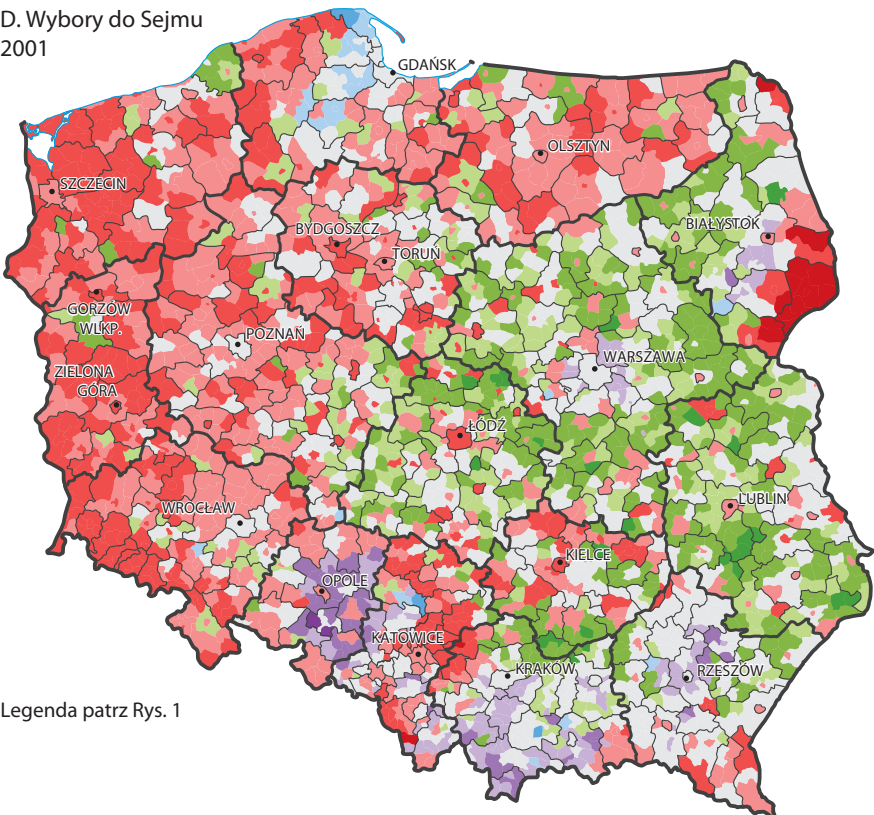 D. Wybory do Sejmu
2001
GDAŃSK
OLSZTYN
SZCZECIN
BIAŁYSTOK
BYDGOSZCZ
TORUŃ
GORZÓW
WLKP.
POZNAŃ
WARSZAWA
ZIELONA
GÓRA
ŁÓDŹ
LUBLIN
WROCŁAW
KIELCE
OPOLE
KATOWICE
KRAKÓW
RZESZÓW
Legenda patrz Rys. 1